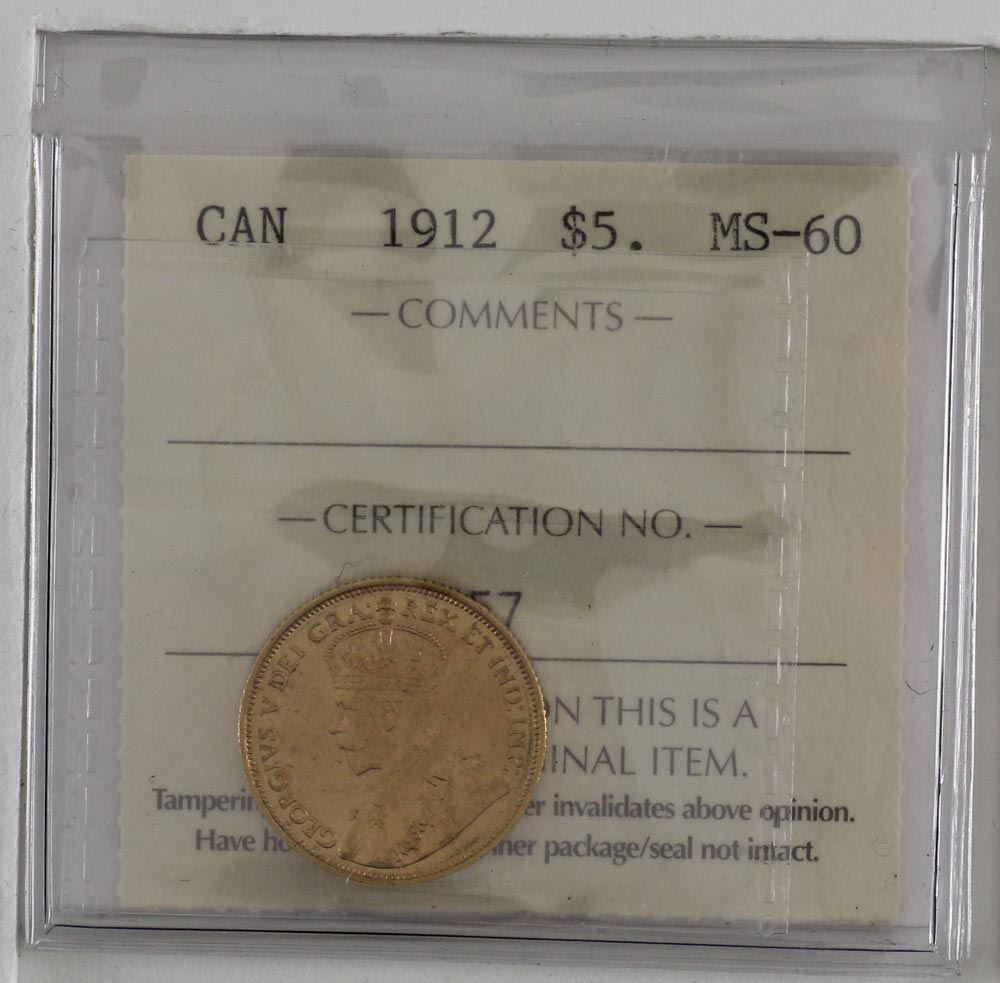 CAN 1912 $5. MS-60
— COMMENTS —
— CERTIFICATION NO. —
57
GEORGIVS V DEI GRA: REX ET IND: IMP:
N THIS IS A
INAL ITEM.
Tamperin er invalidates above opinion.
Have ho ner package/seal not intact.